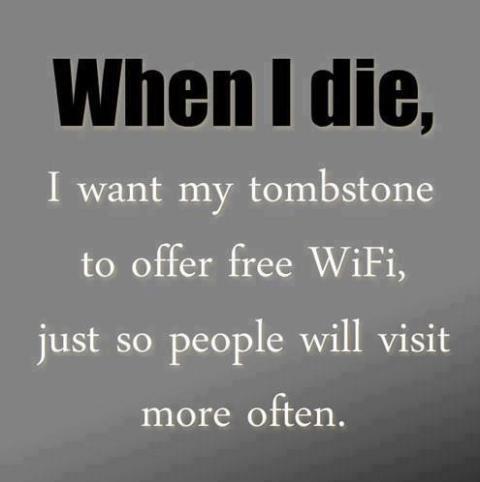 When I die,
I want my tombstone
to offer free WiFi,
just so people will visit
more often.